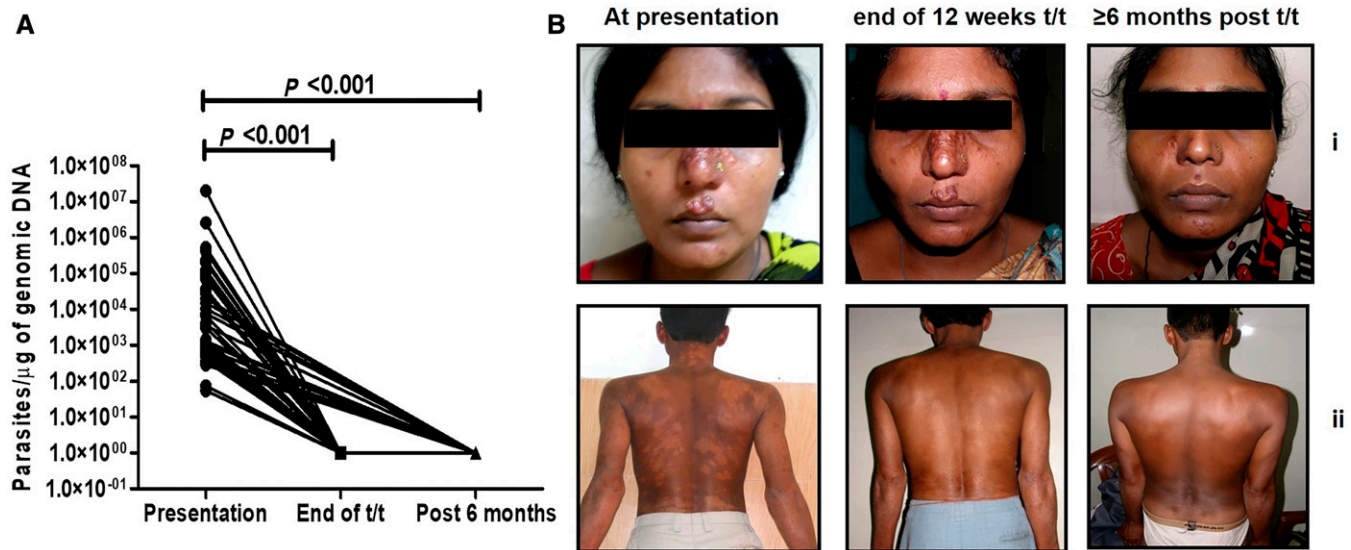 A
P <0.001
P <0.001
1.0×10^08
1.0×10^07
1.0×10^06
1.0×10^05
1.0×10^04
1.0×10^03
1.0×10^02
1.0×10^01
1.0×10^00
1.0×10^-01
Parasites/μg of genomic DNA
Presentation End of t/t Post 6 months
B
At presentation end of 12 weeks t/t ≥6 months post t/t
i
ii